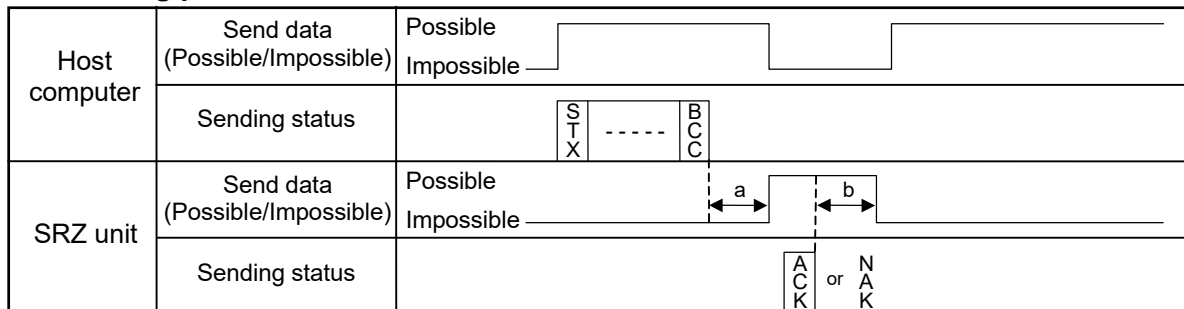 Host
computer
Send data
(Possible/Impossible)
Possible
Impossible
Sending status
STX
- - - - -
BCC
SRZ unit
Send data
(Possible/Impossible)
Possible
Impossible
a
b
Sending status
ACK
or
NAK